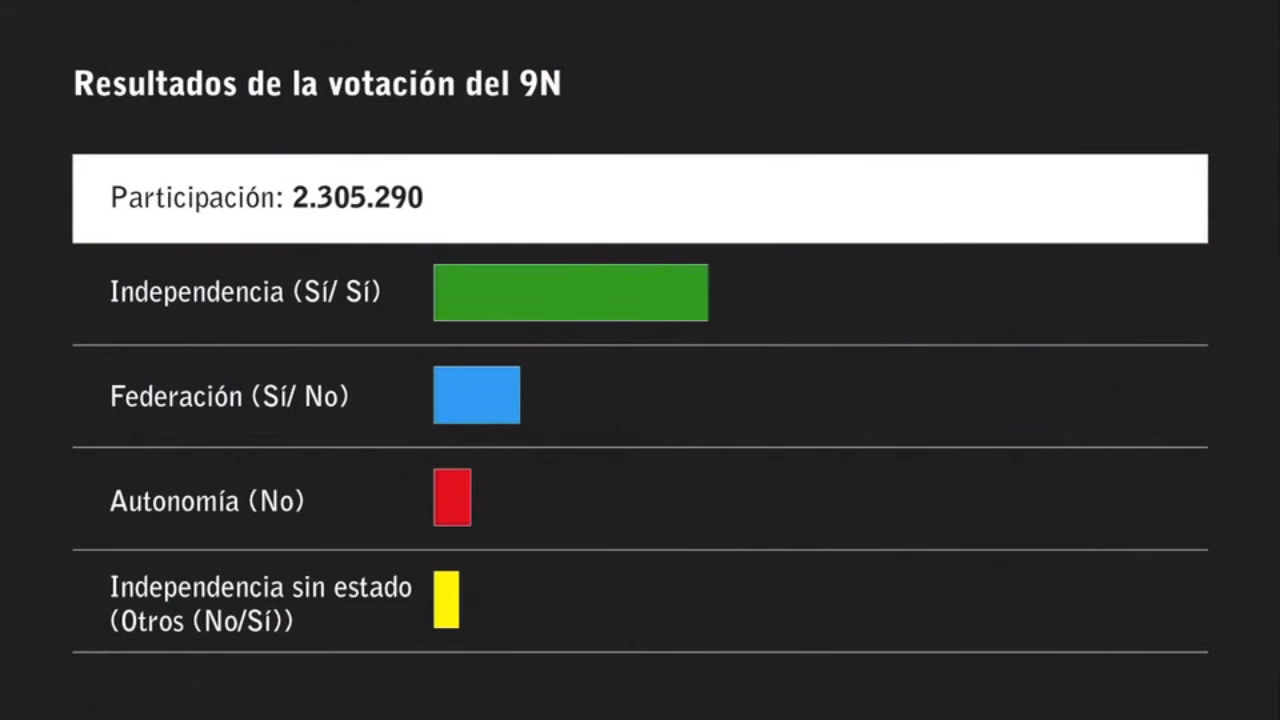 Resultados de la votación del 9N
Participación: 2.305.290
Independencia (Sí/ Sí)
Federación (Sí/ No)
Autonomía (No)
Independencia sin estado
(Otros (No/Sí))